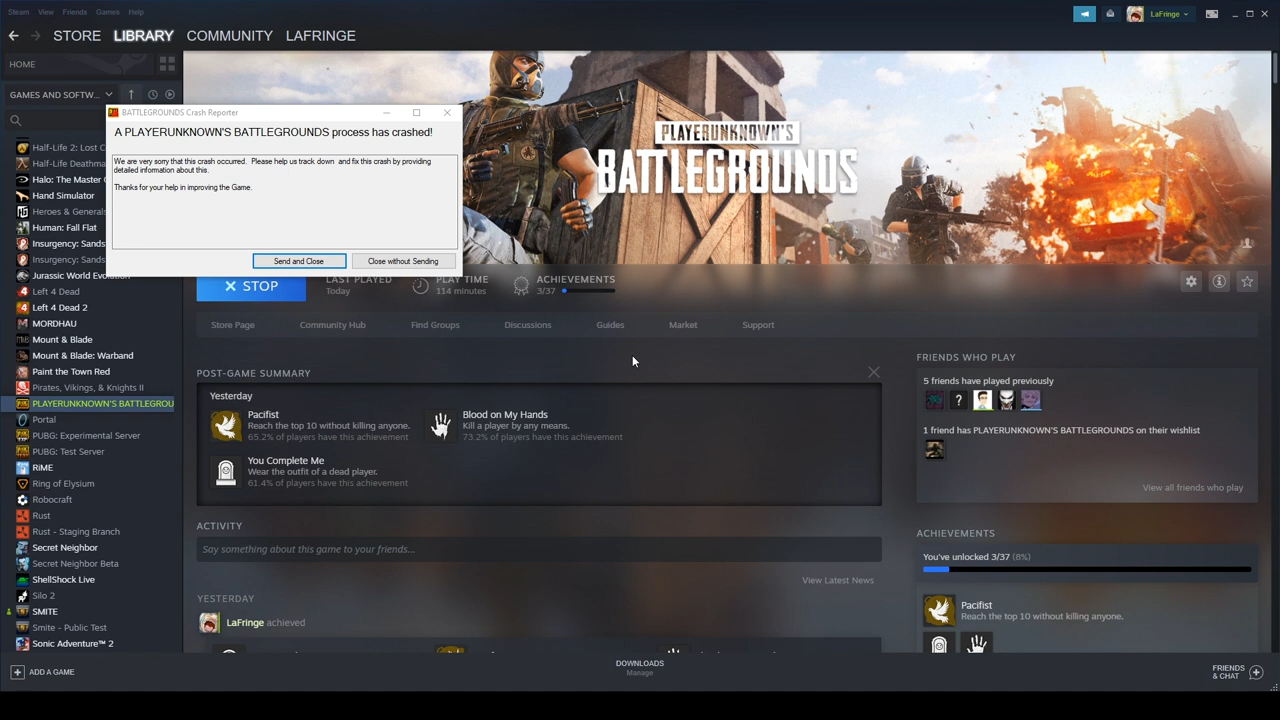 Steam View Friends Games Help
LaFringe
STORE LIBRARY COMMUNITY LAFRINGE
HOME
GAMES AND SOFTW...
BATTLEGROUNDS Crash Reporter
A PLAYERUNKNOWN'S BATTLEGROUNDS process has crashed!
We are very sorry that this crash occurred. Please help us track down and fix this crash by providing
detailed information about this.
Thanks for your help in improving the Game.
Send and Close
Close without Sending
PLAYERUNKNOWN'S
BATTLEGROUNDS
Half-Life 2: Lost C
Half-Life Deathma
Halo: The Master C
Hand Simulator
Heroes & Generals
Human: Fall Flat
Insurgency: Sands
Insurgency: Sands
Jurassic World Evolution
Left 4 Dead
Left 4 Dead 2
MORDHAU
Mount & Blade
Mount & Blade: Warband
Paint the Town Red
Pirates, Vikings, & Knights II
PLAYERUNKNOWN'S BATTLEGROU
Portal
PUBG: Experimental Server
PUBG: Test Server
RiME
Ring of Elysium
Robocraft
Rust
Rust - Staging Branch
Secret Neighbor
Secret Neighbor Beta
ShellShock Live
Silo 2
SMITE
Smite - Public Test
Sonic Adventure™ 2
STOP
LAST PLAYED
Today
PLAY TIME
114 minutes
ACHIEVEMENTS
3/37
Store Page Community Hub Find Groups Discussions Guides Market Support
POST-GAME SUMMARY
Yesterday
Pacifist
Reach the top 10 without killing anyone.
65.2% of players have this achievement
Blood on My Hands
Kill a player by any means.
73.2% of players have this achievement
You Complete Me
Wear the outfit of a dead player.
61.4% of players have this achievement
ACTIVITY
Say something about this game to your friends...
View Latest News
YESTERDAY
LaFringe achieved
FRIENDS WHO PLAY
5 friends have played previously
?
1 friend has PLAYERUNKNOWN'S BATTLEGROUNDS on their wishlist
View all friends who play
ACHIEVEMENTS
You've unlocked 3/37 (8%)
Pacifist
Reach the top 10 without killing anyone.
ADD A GAME
DOWNLOADS
Manage
FRIENDS
& CHAT